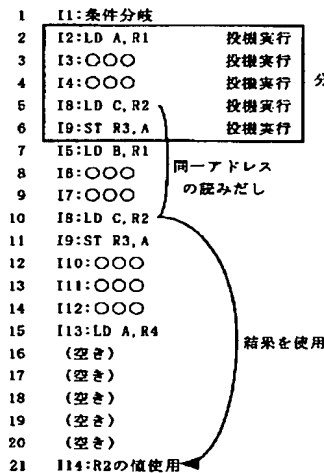 1 I1:条件分岐
2 I2:LD A,R1 投機実行
3 I3:○○○ 投機実行
4 I4:○○○ 投機実行 分
5 I8:LD C,R2 投機実行
6 I9:ST R3,A 投機実行
7 I5:LD B,R1
8 I6:○○○
9 I7:○○○
同一アドレス
の読みだし
10 I8:LD C,R2
11 I9:ST R3,A
12 I10:○○○
13 I11:○○○
14 I12:○○○
15 I13:LD A,R4
結果を使用
16 (空き)
17 (空き)
18 (空き)
19 (空き)
20 (空き)
21 I14:R2の値使用